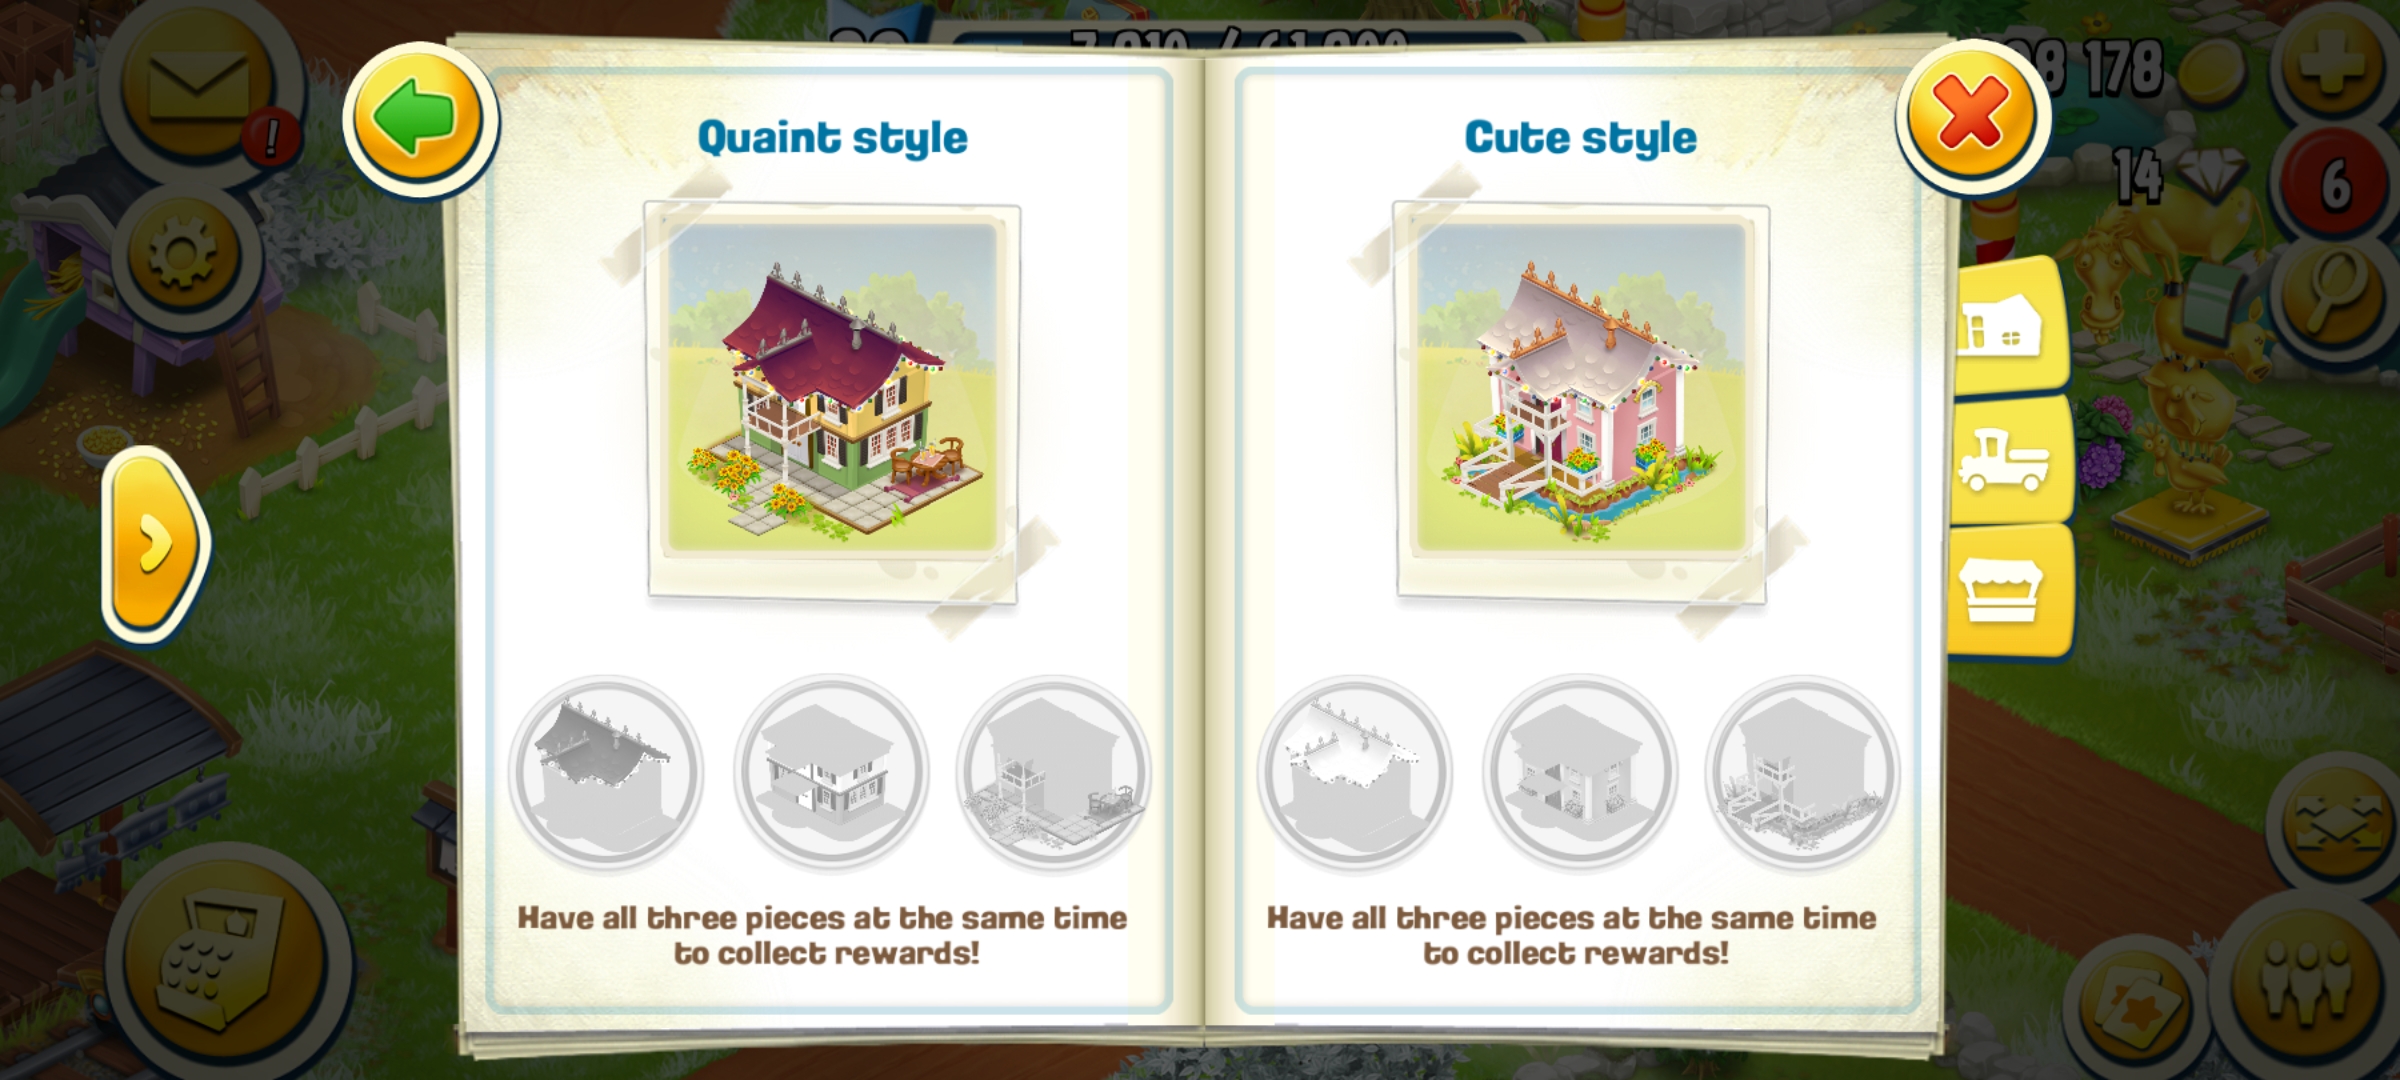 8 178
14
6
!
Quaint style
Cute style
Have all three pieces at the same time
to collect rewards!
Have all three pieces at the same time
to collect rewards!